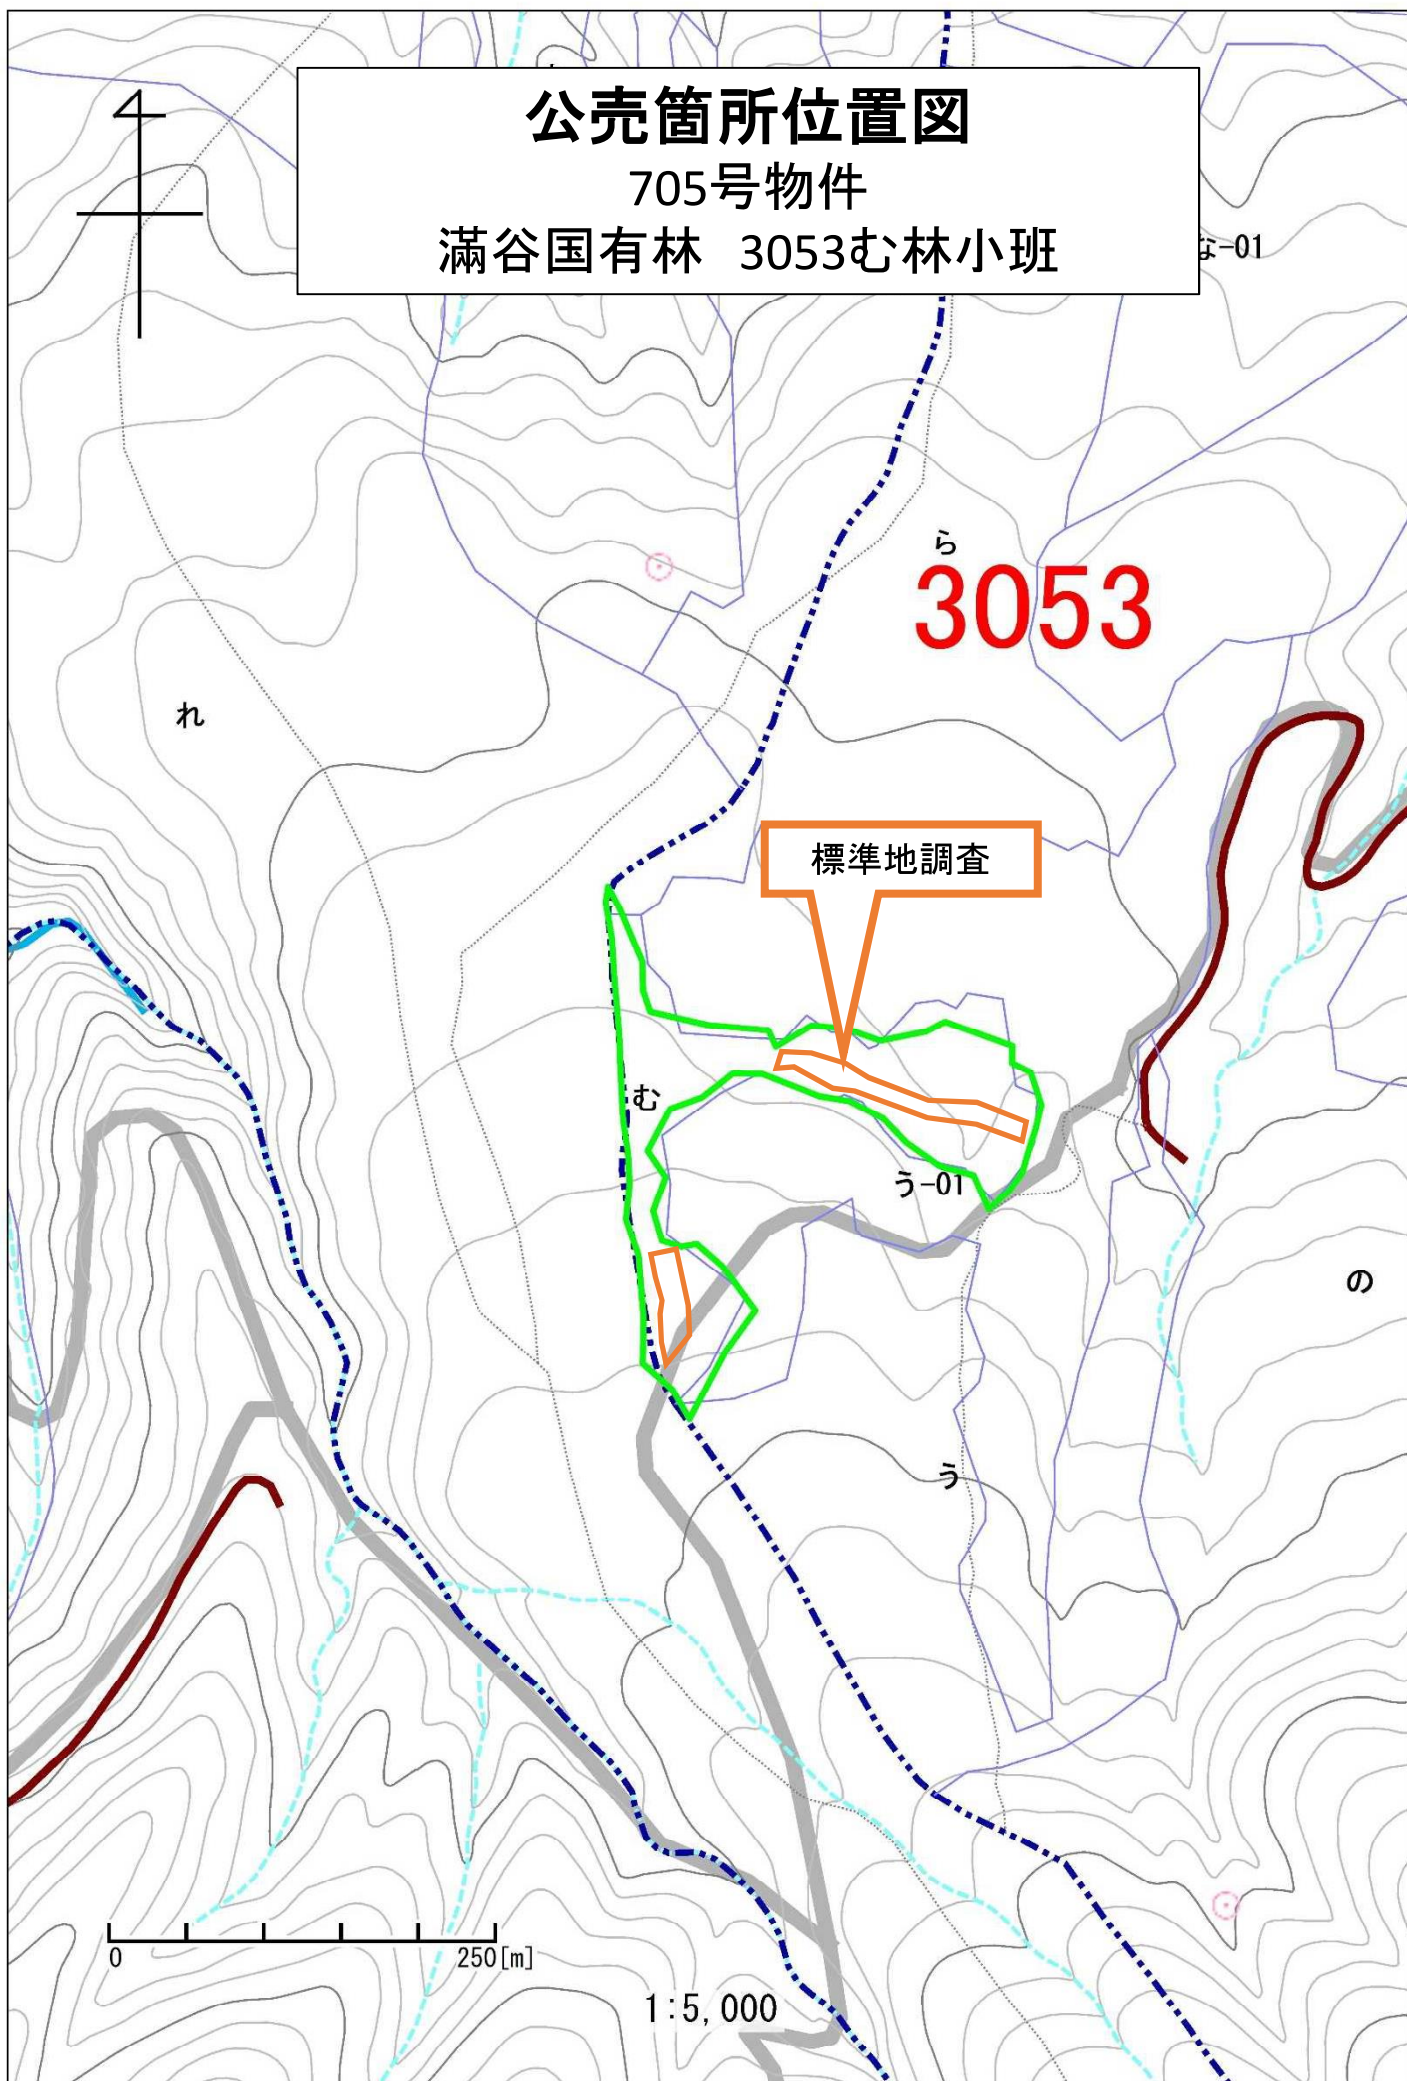 公売箇所位置図
705号物件
滿谷国有林 3053む林小班
な-01
ら
3053
れ
標準地調査
む
う-01
の
う
0 250[m]
1:5,000